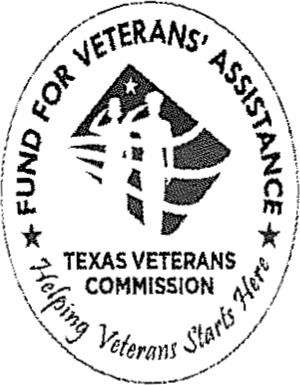 FUND FOR VETERANS' ASSISTANCE
TEXAS VETERANS
COMMISSION
Helping Veterans Starts Here